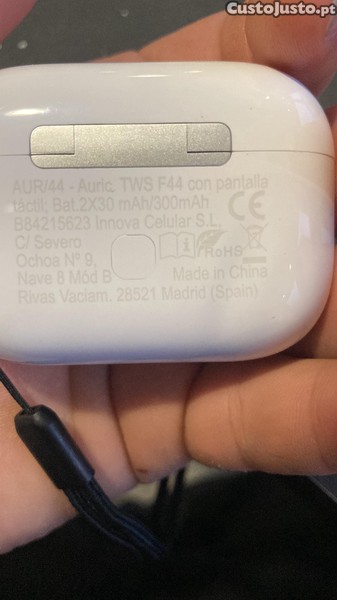 CustoJusto.pt
AUR/44 - Auric. TWS F44 con pantalla
táctil; Bat.2X30 mAh/300mAh
B84215623 Innova Celular S.L.
C/ Severo
Ochoa Nº 9,
RoHS
Nave 8 Mód B
Made in China
Rivas Vaciam. 28521 Madrid (Spain)